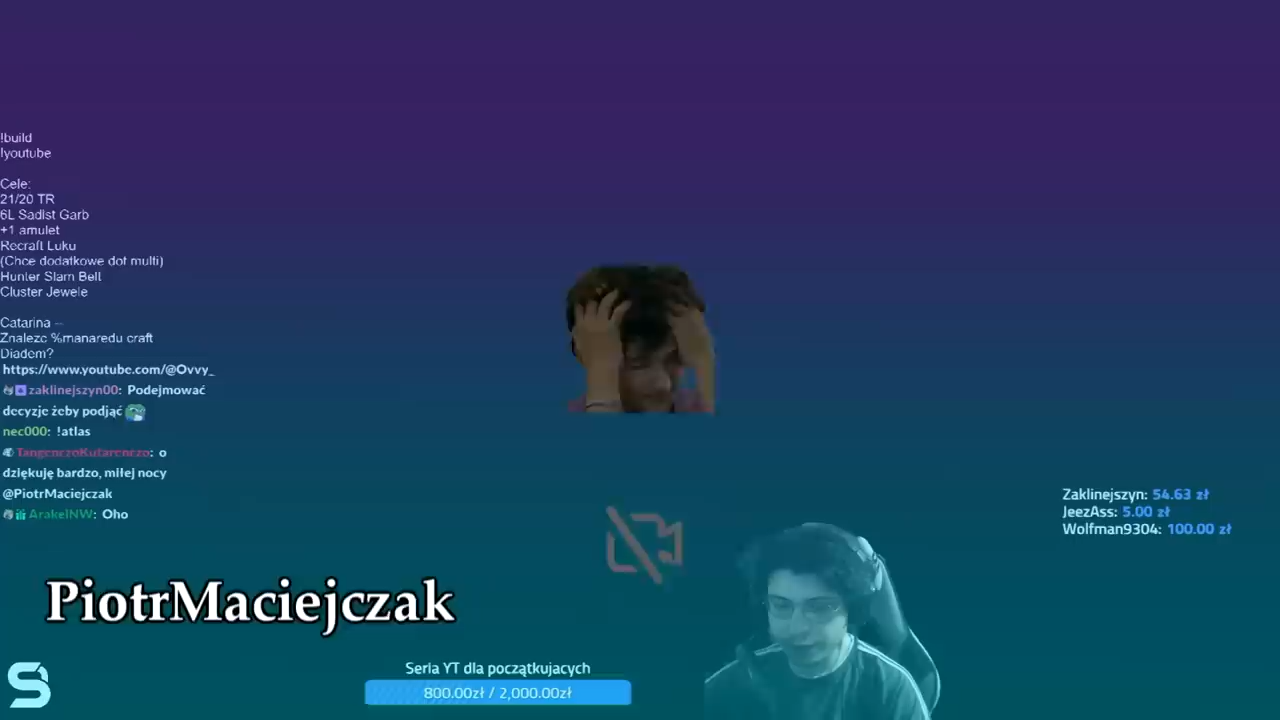 !build
!youtube
Cele:
21/20 TR
6L Sadist Garb
+1 amulet
Recraft Luku
(Chce dodatkowe dot multi)
Hunter Slam Belt
Cluster Jewele
Catarina --
Znalezc %manaredu craft
Diadem?
https://www.youtube.com/@Ovvy_
zaklinejszyn00: Podejmować
decyzje żeby podjąć
nec000: !atlas
TangenczoKutarenczo: o
dziękuję bardzo, miłej nocy
@PiotrMaciejczak
ArakelNW: Oho
Zaklinejszyn: 54.63 zł
JeezAss: 5.00 zł
Wolfman9304: 100.00 zł
PiotrMaciejczak
Seria YT dla początkujacych
800.00zł / 2,000.00zł